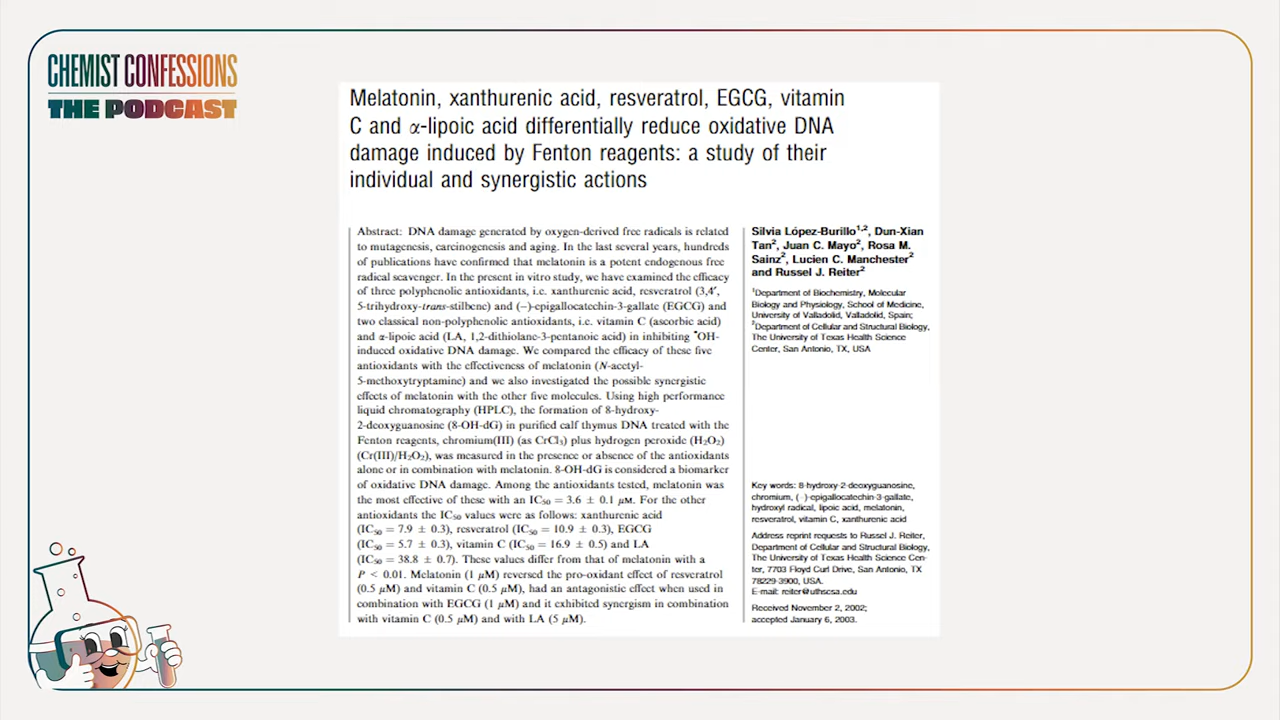 CHEMIST CONFESSIONS
THE PODCAST
Melatonin, xanthurenic acid, resveratrol, EGCG, vitamin
C and α-lipoic acid differentially reduce oxidative DNA
damage induced by Fenton reagents: a study of their
individual and synergistic actions
Abstract: DNA damage generated by oxygen-derived free radicals is related
to mutagenesis, carcinogenesis and aging. In the last several years, hundreds
of publications have confirmed that melatonin is a potent endogenous free
radical scavenger. In the present in vitro study, we have examined the efficacy
of three polyphenolic antioxidants, i.e. xanthurenic acid, resveratrol (3,4′,
5-trihydroxy-trans-stilbene) and (−)-epigallocatechin-3-gallate (EGCG) and
two classical non-polyphenolic antioxidants, i.e. vitamin C (ascorbic acid)
and α-lipoic acid (LA, 1,2-dithiolane-3-pentanoic acid) in inhibiting •OH-
induced oxidative DNA damage. We compared the efficacy of these five
antioxidants with the effectiveness of melatonin (N-acetyl-
5-methoxytryptamine) and we also investigated the possible synergistic
effects of melatonin with the other five molecules. Using high performance
liquid chromatography (HPLC), the formation of 8-hydroxy-
2-deoxyguanosine (8-OH-dG) in purified calf thymus DNA treated with the
Fenton reagents, chromium(III) (as CrCl₃) plus hydrogen peroxide (H₂O₂)
(Cr(III)/H₂O₂), was measured in the presence or absence of the antioxidants
alone or in combination with melatonin. 8-OH-dG is considered a biomarker
of oxidative DNA damage. Among the antioxidants tested, melatonin was
the most effective of these with an IC₅₀ = 3.6 ± 0.1 μM. For the other
antioxidants the IC₅₀ values were as follows: xanthurenic acid
(IC₅₀ = 7.9 ± 0.3), resveratrol (IC₅₀ = 10.9 ± 0.3), EGCG
(IC₅₀ = 5.7 ± 0.3), vitamin C (IC₅₀ = 16.9 ± 0.5) and LA
(IC₅₀ = 38.8 ± 0.7). These values differ from that of melatonin with a
P < 0.01. Melatonin (1 μM) reversed the pro-oxidant effect of resveratrol
(0.5 μM) and vitamin C (0.5 μM), had an antagonistic effect when used in
combination with EGCG (1 μM) and it exhibited synergism in combination
with vitamin C (0.5 μM) and with LA (5 μM).
Silvia López-Burillo¹,², Dun-Xian
Tan², Juan C. Mayo², Rosa M.
Sainz², Lucien C. Manchester²
and Russel J. Reiter²
¹Department of Biochemistry, Molecular
Biology and Physiology, School of Medicine,
University of Valladolid, Valladolid, Spain;
²Department of Cellular and Structural Biology,
The University of Texas Health Science
Center, San Antonio, TX, USA
Key words: 8-hydroxy-2-deoxyguanosine,
chromium, (−)-epigallocatechin-3-gallate,
hydroxyl radical, lipoic acid, melatonin,
resveratrol, vitamin C, xanthurenic acid
Address reprint requests to Russel J. Reiter,
Department of Cellular and Structural Biology,
The University of Texas Health Science Cen-
ter, 7703 Floyd Curl Drive, San Antonio, TX
78229-3900, USA.
E-mail: reiter@uthscsa.edu
Received November 2, 2002;
accepted January 6, 2003.